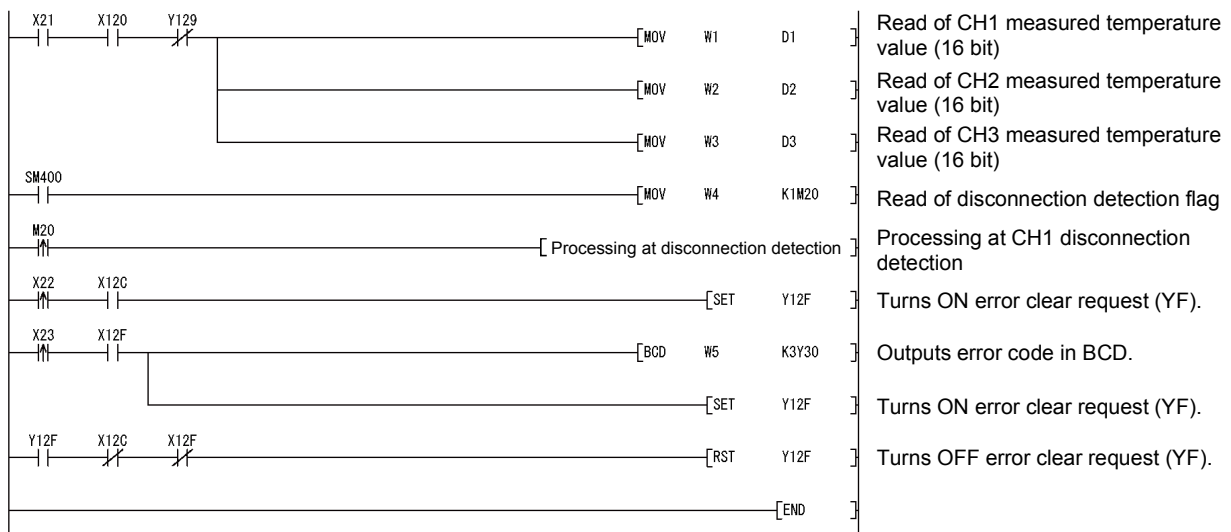 X21 X120 Y129
MOV W1 D1
Read of CH1 measured temperature
value (16 bit)
MOV W2 D2
Read of CH2 measured temperature
value (16 bit)
MOV W3 D3
Read of CH3 measured temperature
value (16 bit)
SM400
MOV W4 K1M20
Read of disconnection detection flag
M20
Processing at disconnection detection
Processing at CH1 disconnection
detection
X22 X12C
SET Y12F
Turns ON error clear request (YF).
X23 X12F
BCD W5 K3Y30
Outputs error code in BCD.
SET Y12F
Turns ON error clear request (YF).
Y12F X12C X12F
RST Y12F
Turns OFF error clear request (YF).
END